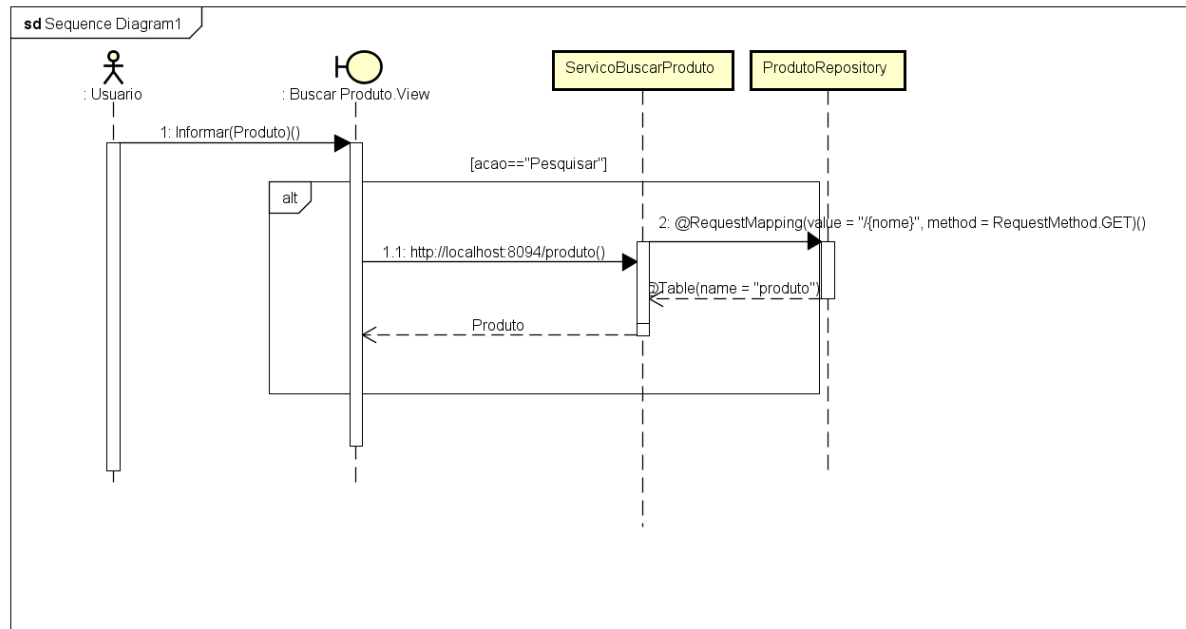 sd Sequence Diagram1
: Usuario
: Buscar Produto.View
ServicoBuscarProduto
ProdutoRepository
1: Informar(Produto)()
[acao=="Pesquisar"]
alt
2: @RequestMapping(value = "/{nome}", method = RequestMethod.GET)()
1.1: http://localhost:8094/produto()
@Table(name = "produto")
Produto